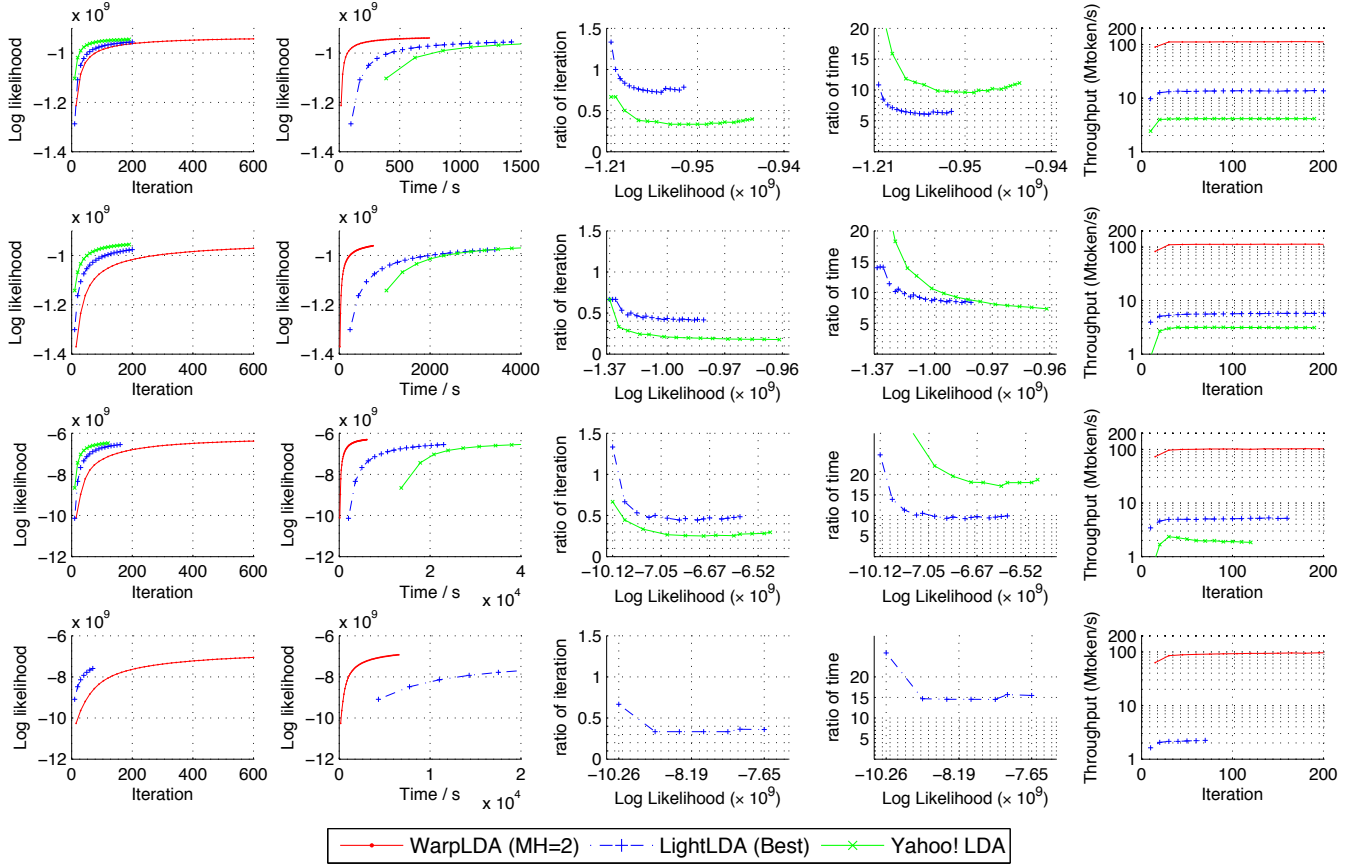 x 10^9
−1
−1.2
−1.4
0 200 400 600
Log likelihood
Iteration
x 10^9
−1
−1.2
−1.4
0 500 1000 1500
Log likelihood
Time / s
1.5
1
0.5
0
−1.21 −0.95 −0.94
ratio of iteration
Log Likelihood (× 10^9)
20
15
10
5
−1.21 −0.95 −0.94
ratio of time
Log Likelihood (× 10^9)
200
100
10
1
0 100 200
Throughput (Mtoken/s)
Iteration
x 10^9
−1
−1.2
−1.4
0 200 400 600
Log likelihood
Iteration
x 10^9
−1
−1.2
−1.4
0 2000 4000
Log likelihood
Time / s
1.5
1
0.5
0
−1.37 −1.00 −0.97 −0.96
ratio of iteration
Log Likelihood (× 10^9)
20
15
10
5
−1.37 −1.00 −0.97 −0.96
ratio of time
Log Likelihood (× 10^9)
200
100
10
1
0 100 200
Throughput (Mtoken/s)
Iteration
x 10^9
−6
−8
−10
−12
0 200 400 600
Log likelihood
Iteration
x 10^9
−6
−8
−10
−12
0 2 4
Log likelihood
Time / s
x 10^4
1.5
1
0.5
0
−10.12 −7.05 −6.67 −6.52
ratio of iteration
Log Likelihood (× 10^9)
20
15
10
5
−10.12 −7.05 −6.67 −6.52
ratio of time
Log Likelihood (× 10^9)
200
100
10
1
0 100 200
Throughput (Mtoken/s)
Iteration
x 10^9
−6
−8
−10
−12
0 200 400 600
Log likelihood
Iteration
x 10^9
−6
−8
−10
−12
0 1 2
Log likelihood
Time / s
x 10^4
1.5
1
0.5
0
−10.26 −8.19 −7.65
ratio of iteration
Log Likelihood (× 10^9)
20
15
10
5
−10.26 −8.19 −7.65
ratio of time
Log Likelihood (× 10^9)
200
100
10
1
0 100 200
Throughput (Mtoken/s)
Iteration
WarpLDA (MH=2) LightLDA (Best) Yahoo! LDA